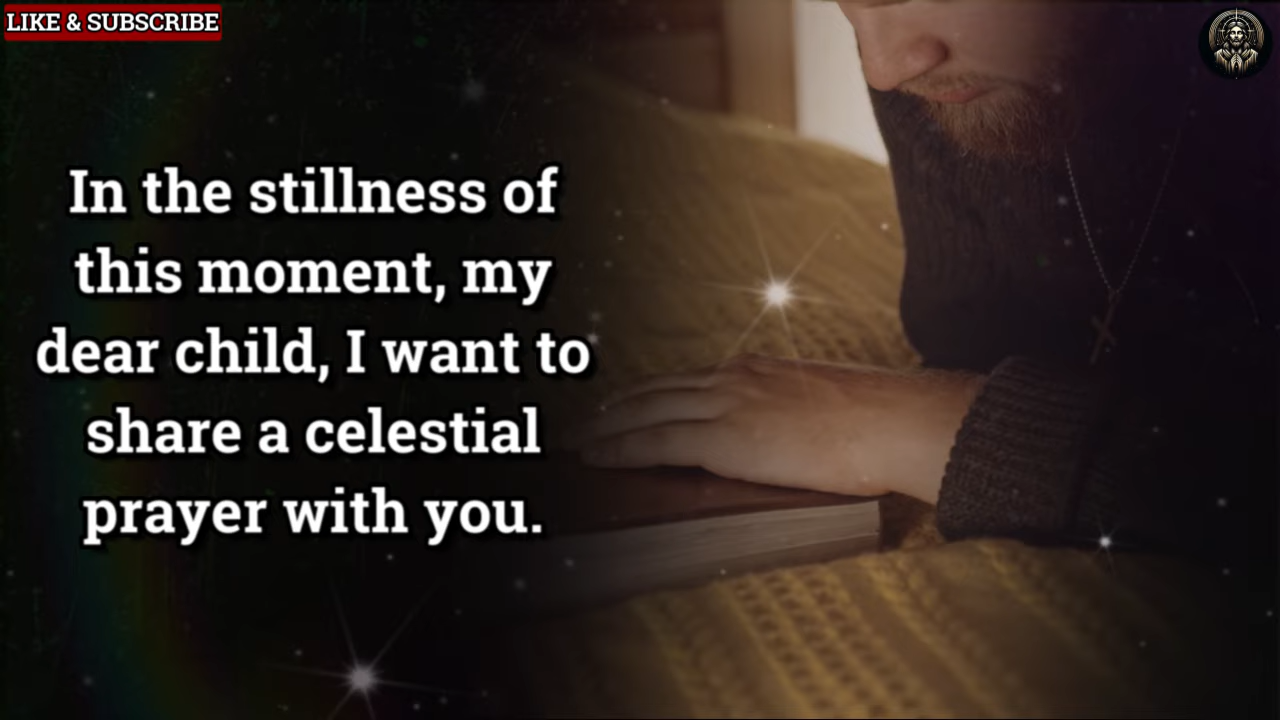 LIKE & SUBSCRIBE
In the stillness of
this moment, my
dear child, I want to
share a celestial
prayer with you.